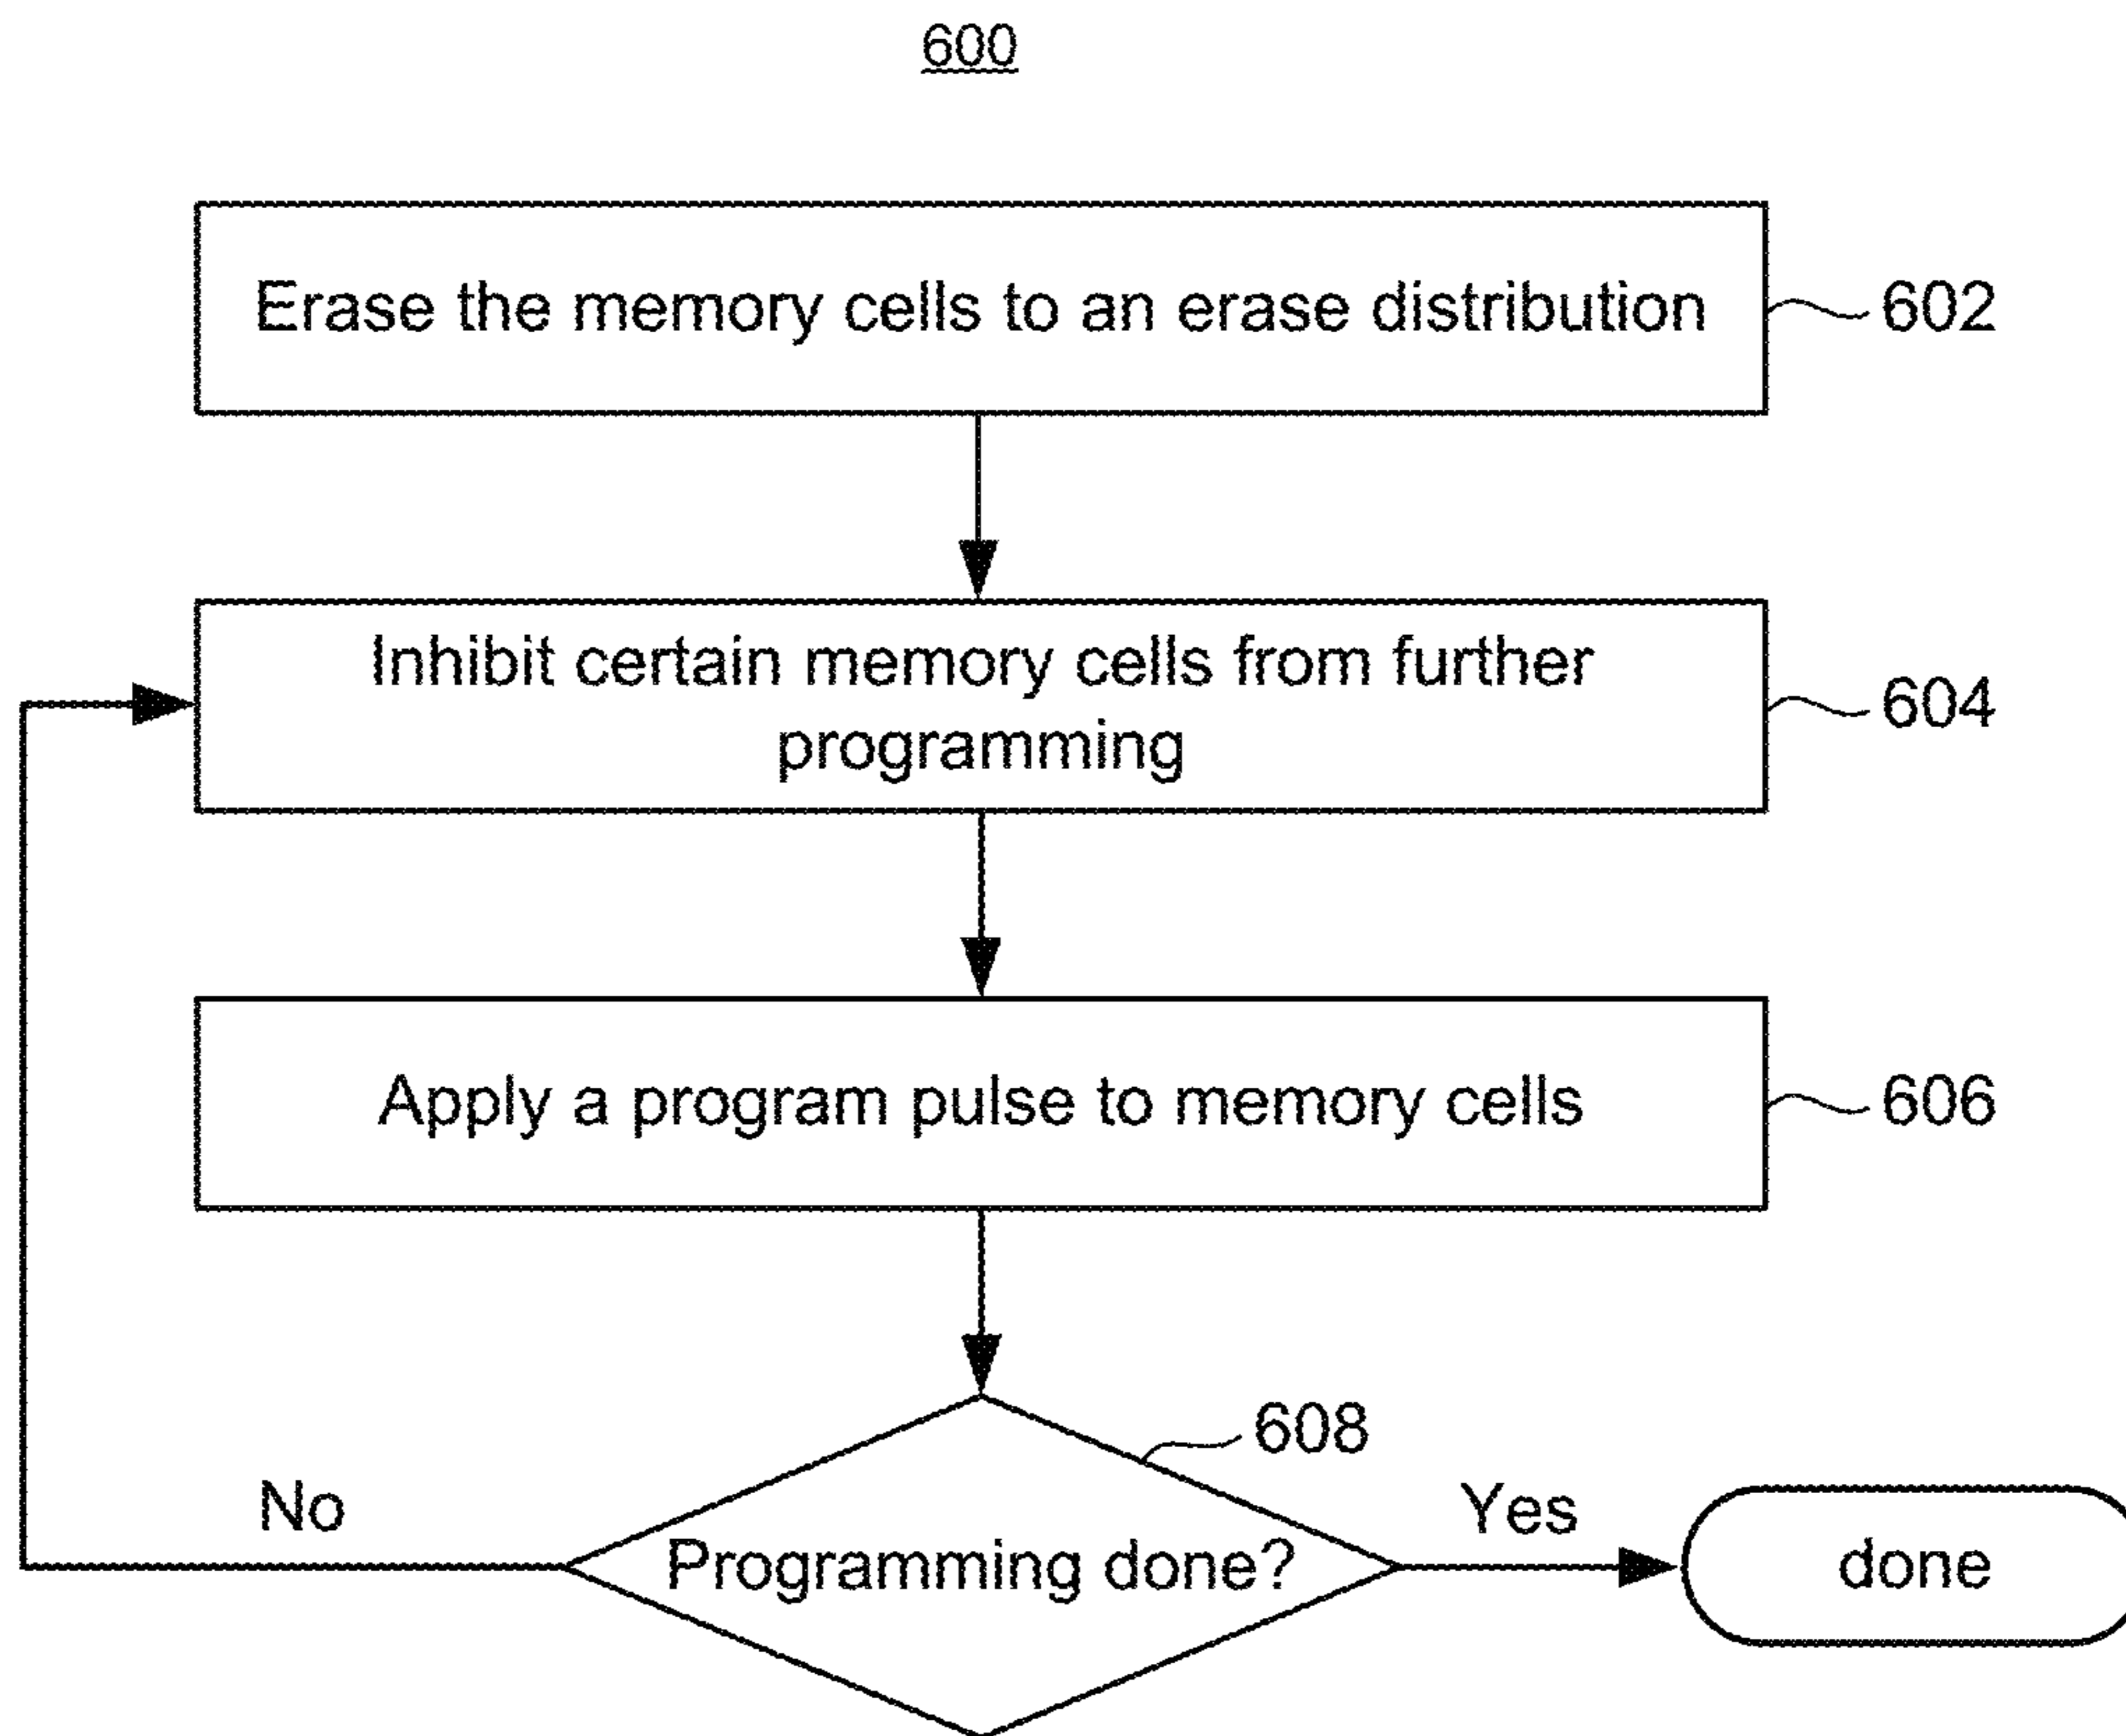 600
Erase the memory cells to an erase distribution
602
Inhibit certain memory cells from further
programming
604
Apply a program pulse to memory cells
606
608
No
Programming done?
Yes
done